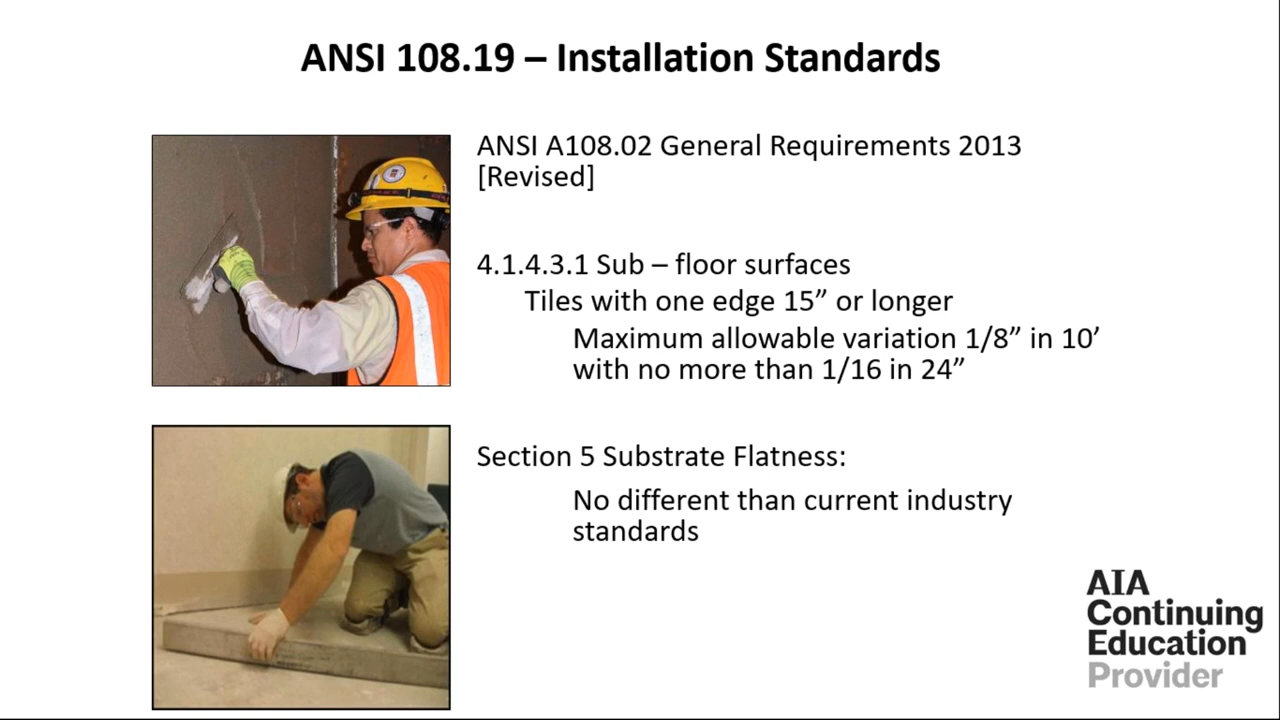 ANSI 108.19 – Installation Standards
ANSI A108.02 General Requirements 2013
[Revised]
4.1.4.3.1 Sub – floor surfaces
Tiles with one edge 15” or longer
Maximum allowable variation 1/8” in 10’
with no more than 1/16 in 24”
Section 5 Substrate Flatness:
No different than current industry
standards
AIA
Continuing
Education
Provider